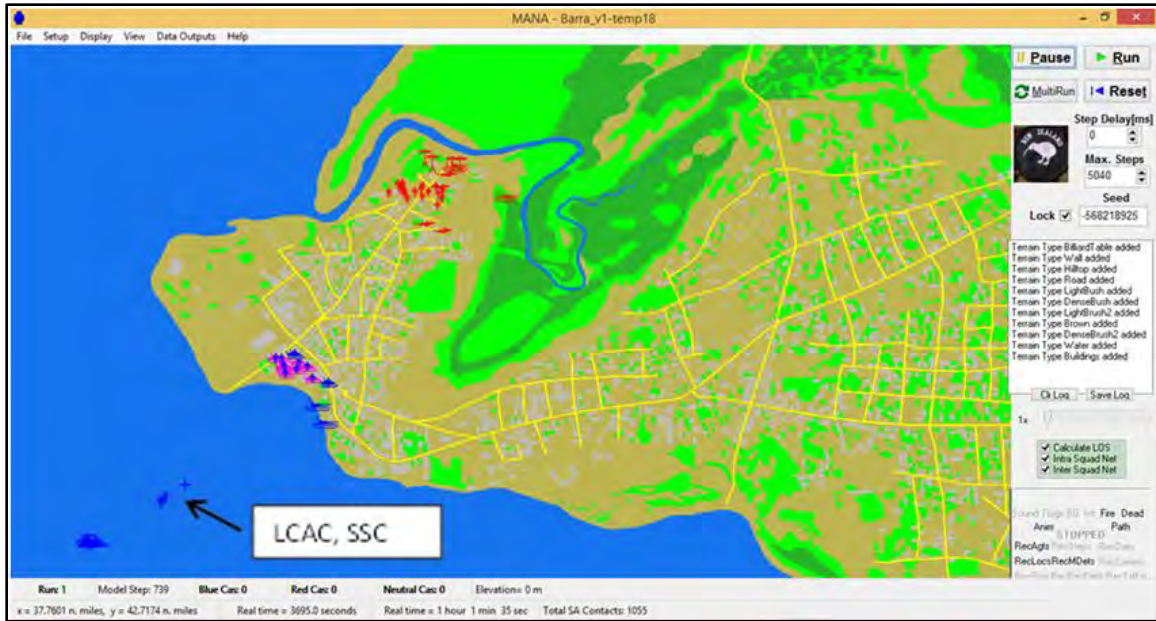 MANA - Barra_v1-temp18
File Setup Display View Data Outputs Help
Pause Run
MultiRun Reset
Step Delay[ms]
0
NEW ZEALAND
Max. Steps
5040
Seed
Lock -568218925
Terrain Type BilliardTable added
Terrain Type Wall added
Terrain Type Hilltop added
Terrain Type Road added
Terrain Type LightBush added
Terrain Type DenseBush added
Terrain Type LightBrush2 added
Terrain Type Brown added
Terrain Type DenseBrush2 added
Terrain Type Water added
Terrain Type Buildings added
Clr Log Save Log
1x
Calculate LOS
Intra Squad Net
Inter Squad Net
LCAC, SSC
Fire Dead
Path
STOPPED
RecAgts
RecLocs RecMDets
Run: 1 Model Step: 739 Blue Cas: 0 Red Cas: 0 Neutral Cas: 0 Elevation= 0 m
x = 37.7601 n. miles, y = 42.7174 n. miles Real time = 3695.0 seconds Real time = 1 hour 1 min 35 sec Total SA Contacts: 1055